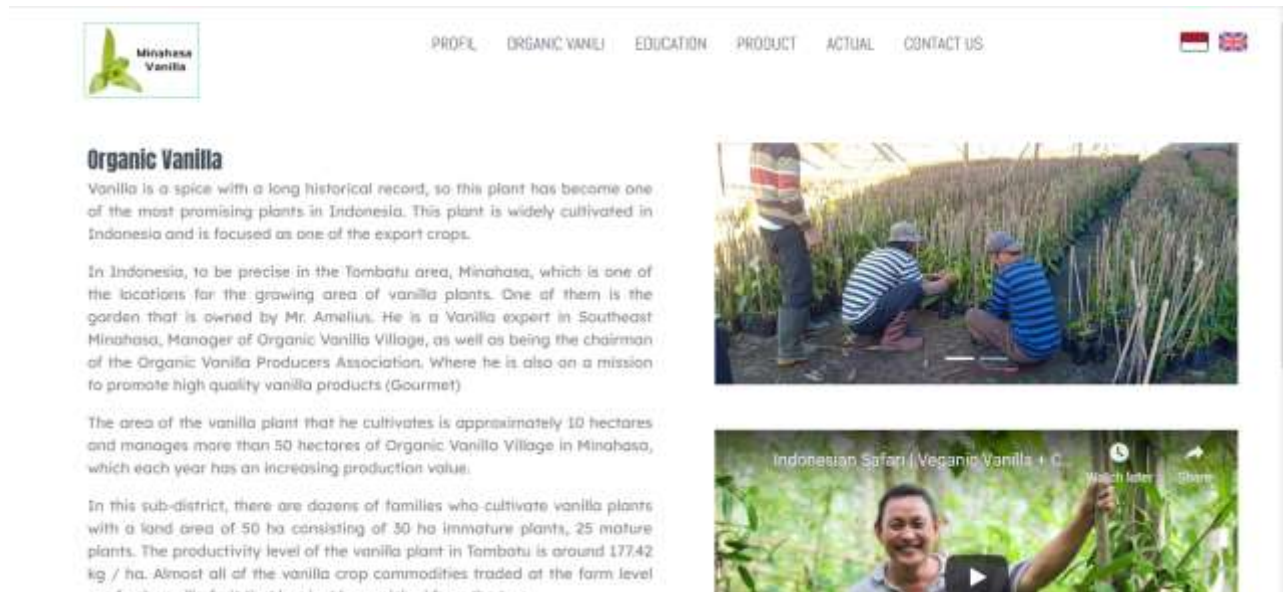 Minahasa
Vanilla
PROFIL ORGANIC VANILI EDUCATION PRODUCT ACTUAL CONTACT US
Organic Vanilla
Vanilla is a spice with a long historical record, so this plant has become one
of the most promising plants in Indonesia. This plant is widely cultivated in
Indonesia and is focused as one of the export crops.
In Indonesia, to be precise in the Tombatu area, Minahasa, which is one of
the locations for the growing area of vanilla plants. One of them is the
garden that is owned by Mr. Amelius. He is a Vanilla expert in Southeast
Minahasa, Manager of Organic Vanilla Village, as well as being the chairman
of the Organic Vanilla Producers Association. Where he is also on a mission
to promote high quality vanilla products (Gourmet)
The area of the vanilla plant that he cultivates is approximately 10 hectares
and manages more than 50 hectares of Organic Vanilla Village in Minahasa,
which each year has an increasing production value.
In this sub-district, there are dozens of families who cultivate vanilla plants
with a land area of 50 ha consisting of 30 ha immature plants, 25 mature
plants. The productivity level of the vanilla plant in Tombatu is around 177.42
kg / ha. Almost all of the vanilla crop commodities traded at the farm level
Indonesian Safari | Veganic Vanilla + C...
Watch later Share